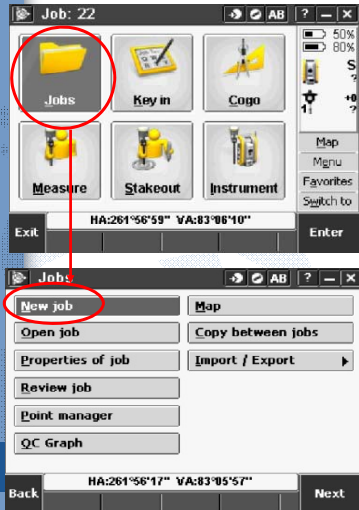 Job: 22
AB ? – X
50%
80%
Jobs
Key in
Cogo
S
?
+0
1
?
Map
Menu
Measure
Stakeout
Instrument
Favorites
Switch to
HA:261°56'59" VA:83°06'10"
Exit
Enter
Jobs
AB ? – X
New job
Map
Open job
Copy between jobs
Properties of job
Import / Export
Review job
Point manager
QC Graph
HA:261°56'17" VA:83°05'57"
Back
Next